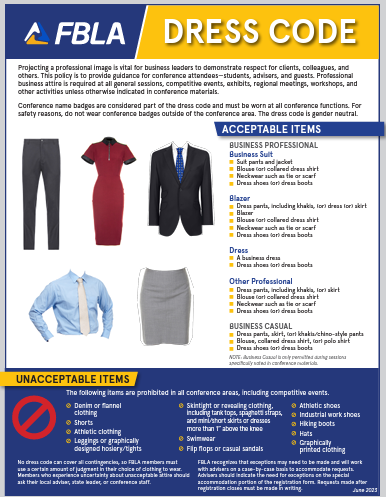 FBLA
DRESS CODE
Projecting a professional image is vital for business leaders to demonstrate respect for clients, colleagues, and
others. This policy is to provide guidance for conference attendees—students, advisers, and guests. Professional
business attire is required at all general sessions, competitive events, exhibits, regional meetings, workshops, and
other activities unless otherwise indicated in conference materials.
Conference name badges are considered part of the dress code and must be worn at all conference functions. For
safety reasons, do not wear conference badges outside of the conference area. The dress code is gender neutral.
ACCEPTABLE ITEMS
BUSINESS PROFESSIONAL
Business Suit
Suit pants and jacket
Blouse (or) collared dress shirt
Neckwear such as tie or scarf
Dress shoes (or) dress boots
Blazer
Dress pants, including khakis, (or) dress (or) skirt
Blazer
Blouse (or) collared dress shirt
Neckwear such as tie or scarf
Dress shoes (or) dress boots
Dress
A business dress
Dress shoes (or) dress boots
Other Professional
Dress pants, including khakis, (or) skirt
Blouse (or) collared dress shirt
Neckwear such as tie or scarf
Dress shoes (or) dress boots
BUSINESS CASUAL
Dress pants, skirt, (or) khakis/chino-style pants
Blouse, collared dress shirt, (or) polo shirt
Dress shoes (or) dress boots
NOTE: Business Casual is only permitted during sessions
specifically noted in conference materials.
UNACCEPTABLE ITEMS
The following items are prohibited in all conference areas, including competitive events.
Denim or flannel
clothing
Shorts
Athletic clothing
Leggings or graphically
designed hosiery/tights
Skintight or revealing clothing,
including tank tops, spaghetti straps,
and mini/short skirts or dresses
more than 1" above the knee
Swimwear
Flip flops or casual sandals
Athletic shoes
Industrial work shoes
Hiking boots
Hats
Graphically
printed clothing
No dress code can cover all contingencies, so FBLA members must
use a certain amount of judgment in their choice of clothing to wear.
Members who experience uncertainty about unacceptable attire should
ask their local adviser, state leader, or conference staff.
FBLA recognizes that exceptions may need to be made and will work
with advisers on a case-by-case basis to accommodate requests.
Advisers should indicate the need for exceptions on the special
accommodation portion of the registration form. Requests made after
registration closes must be made in writing.
June 2023